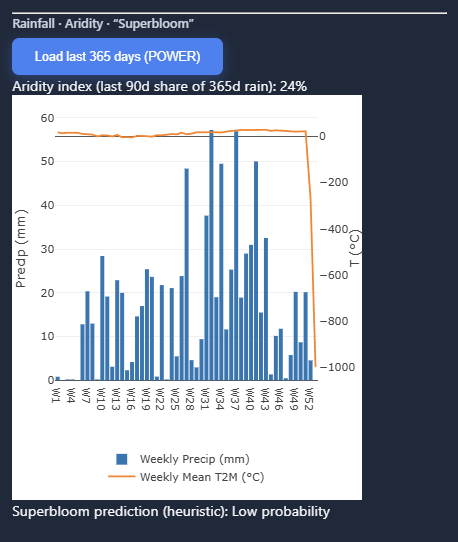 Rainfall · Aridity · “Superbloom”
Load last 365 days (POWER)
Aridity index (last 90d share of 365d rain): 24%
60
50
40
30
20
10
0
Precip (mm)
0
−200
−400
−600
−800
−1000
T (°C)
W1
W4
W7
W10
W13
W16
W19
W22
W25
W28
W31
W34
W37
W40
W43
W46
W49
W52
Weekly Precip (mm)
Weekly Mean T2M (°C)
Superbloom prediction (heuristic): Low probability